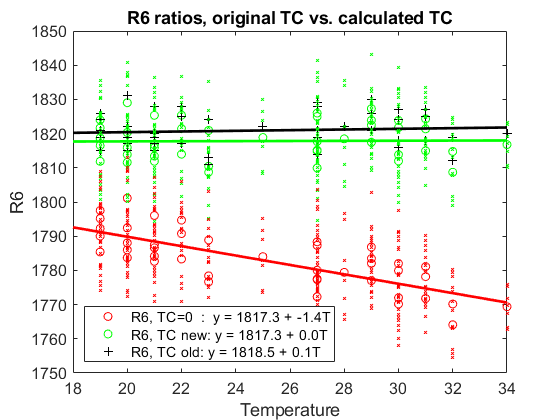 R6 ratios, original TC vs. calculated TC
1850
1840
1830
1820
1810
1800
1790
1780
1770
1760
1750
R6
R6, TC=0 : y = 1817.3 + -1.4T
R6, TC new: y = 1817.3 + 0.0T
R6, TC old: y = 1818.5 + 0.1T
18 20 22 24 26 28 30 32 34
Temperature